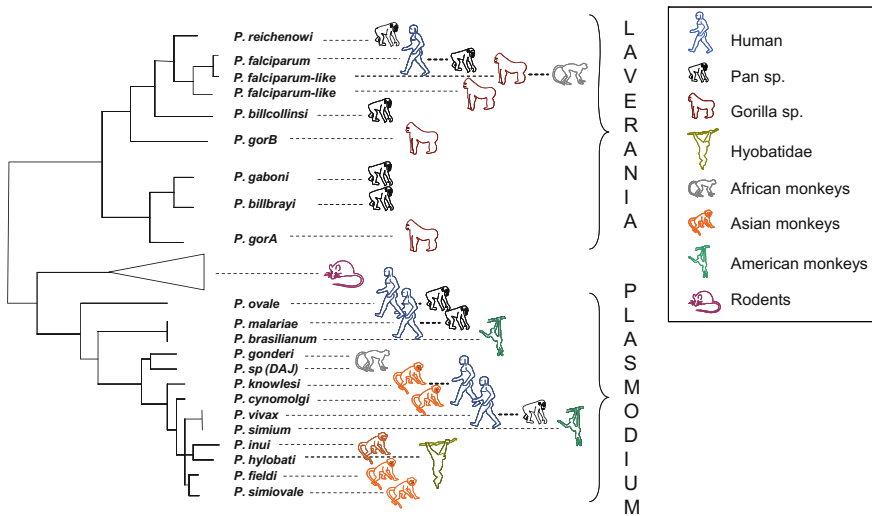 P. reichenowi
P. falciparum
P. falciparum-like
P. falciparum-like
P. billcollinsi
P. gorB
P. gaboni
P. billbrayi
P. gorA
P. ovale
P. malariae
P. brasilianum
P. gonderi
P. sp (DAJ)
P. knowlesi
P. cynomolgi
P. vivax
P. simium
P. inui
P. hylobati
P. fieldi
P. simiovale
LAVERANIA
PLASMODIUM
Human
Pan sp.
Gorilla sp.
Hyobatidae
African monkeys
Asian monkeys
American monkeys
Rodents